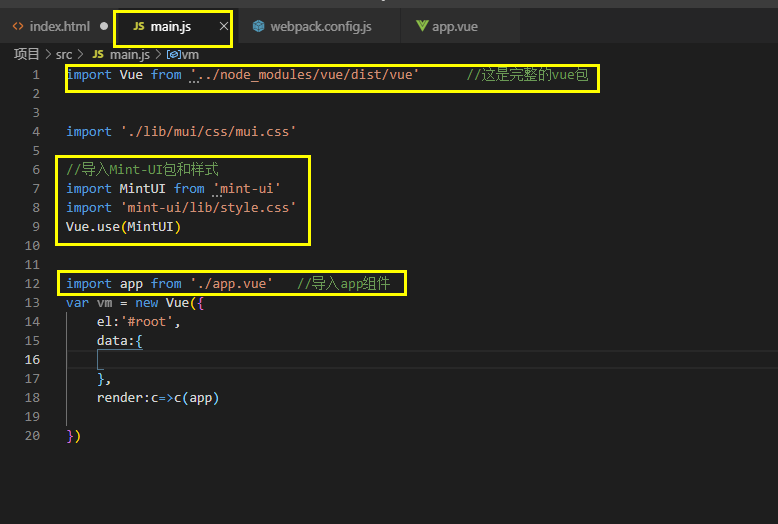 index.html
JS main.js
webpack.config.js
app.vue
项目 > src > JS main.js > vm
1 import Vue from '../node_modules/vue/dist/vue' //这是完整的vue包
2
3
4 import './lib/mui/css/mui.css'
5
6 //导入Mint-UI包和样式
7 import MintUI from 'mint-ui'
8 import 'mint-ui/lib/style.css'
9 Vue.use(MintUI)
10
11
12 import app from './app.vue' //导入app组件
13 var vm = new Vue({
14 el:'#root',
15 data:{
16
17 },
18 render:c=>c(app)
19
20 })